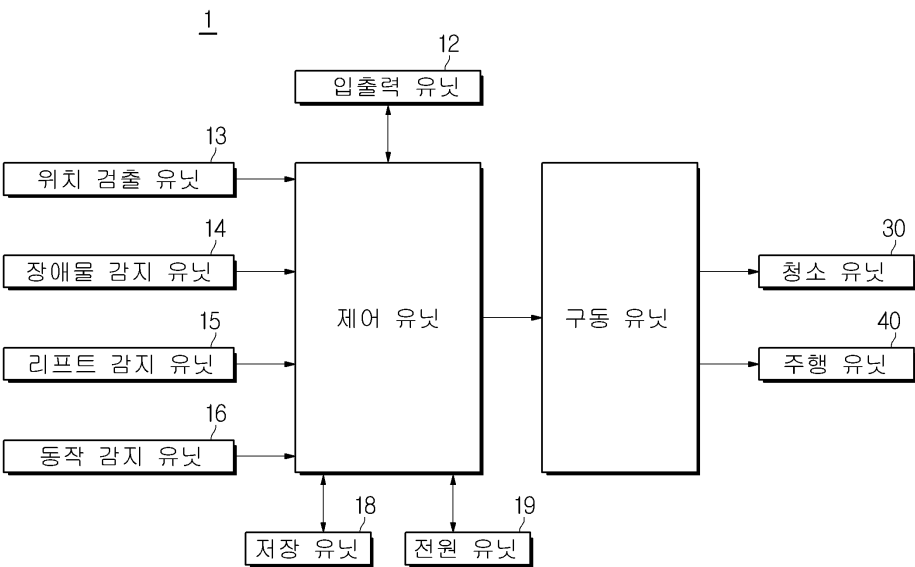 1
12
입출력 유닛
13
위치 검출 유닛
14
장애물 감지 유닛
15
리프트 감지 유닛
16
동작 감지 유닛
제어 유닛
구동 유닛
30
청소 유닛
40
주행 유닛
18
저장 유닛
19
전원 유닛